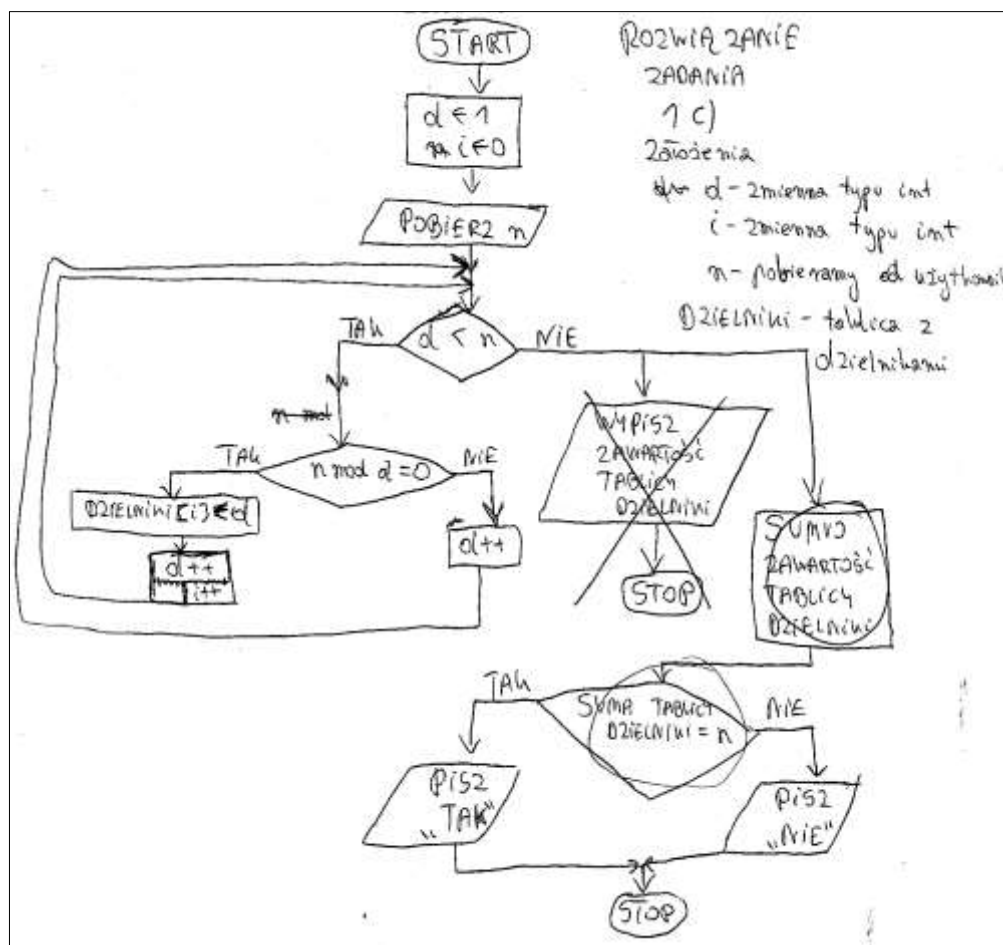 START
ROZWIĄZANIE
ZADANIA
1 c)
Założenia
d - zmienna typu int
i - zmienna typu int
n - pobieramy od użytkowni
DZIELNIKI - tablica z
dzielnikami
d ← 1
i ← 0
POBIERZ n
TAK
d < n
NIE
n mod
TAK
n mod d = 0
NIE
DZIELNIKI [i] ← d
d++
i++
d++
WYPISZ
ZAWARTOŚĆ
TABLICY
DZIELNIKI
STOP
SUMUJ
ZAWARTOŚĆ
TABLICY
DZIELNIKI
TAK
SUMA TABLICY
DZIELNIKI = n
NIE
PISZ
„TAK"
PISZ
„NIE"
STOP